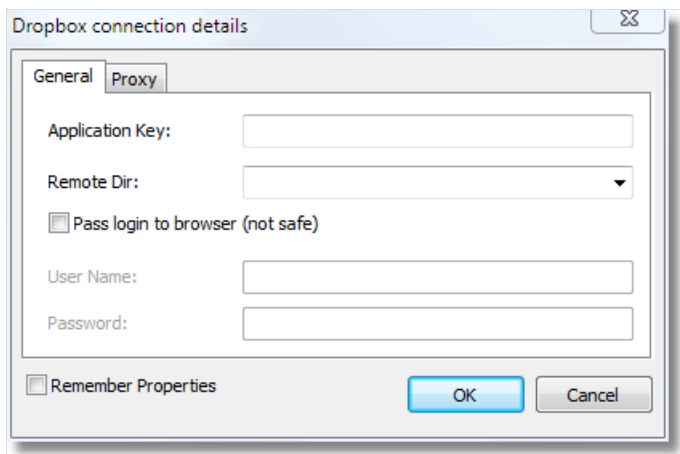 Dropbox connection details
General Proxy
Application Key:
Remote Dir:
Pass login to browser (not safe)
User Name:
Password:
Remember Properties
OK Cancel